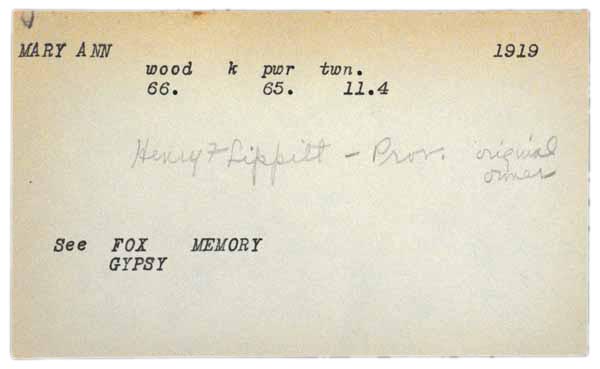 MARY ANN 1919
wood k pwr twn.
66. 65. 11.4
Henry F Lippitt - Prov. original owner
See FOX MEMORY
GYPSY